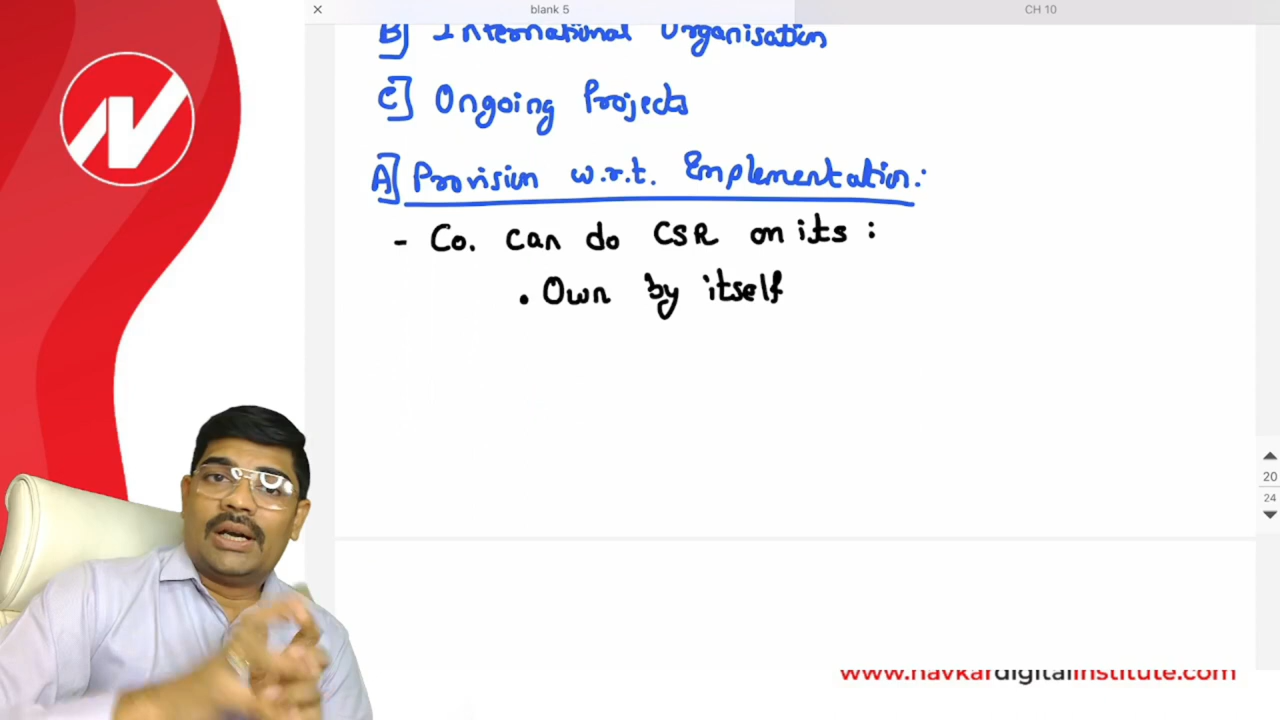 blank 5
CH 10
B] International Organisation
C] Ongoing Projects
A] Provision w.r.t. Implementation:
- Co. can do CSR on its :
• Own by itself
20
24
www.navkardigitalinstitute.com